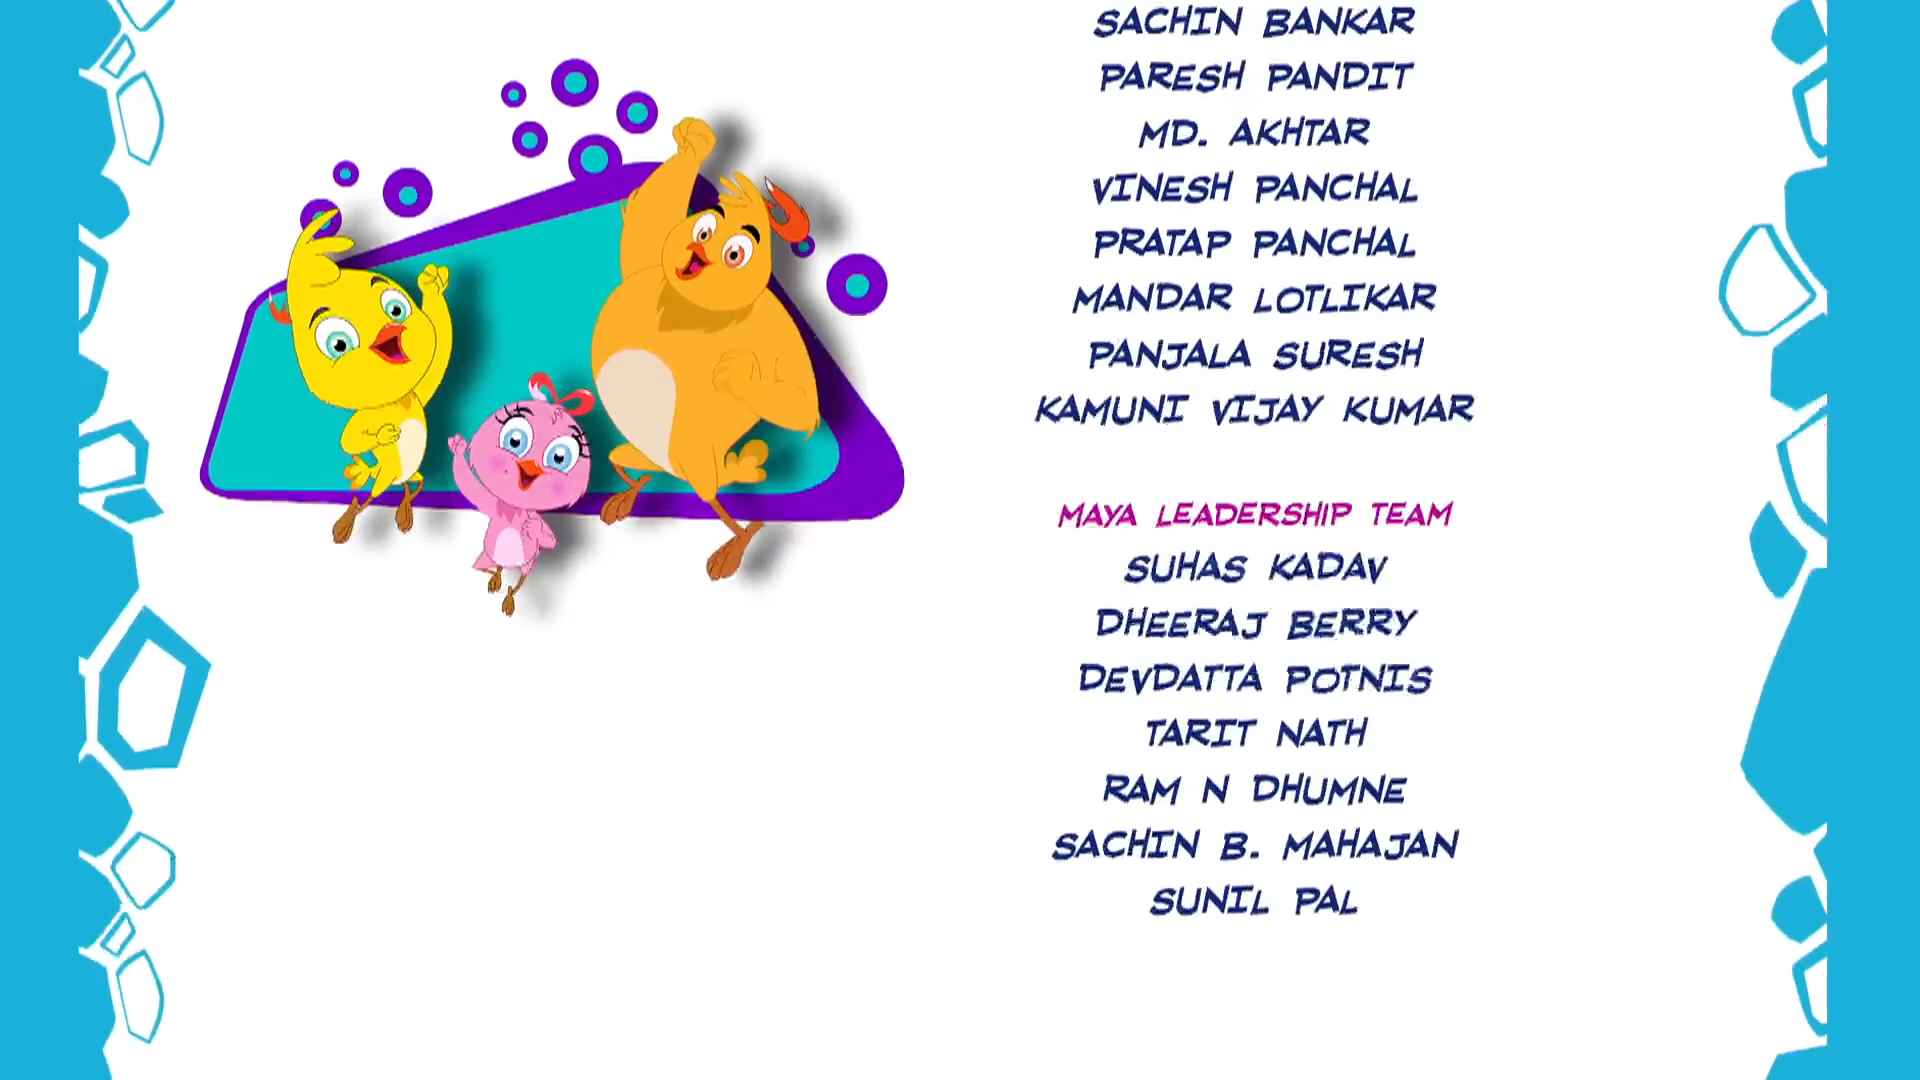 SACHIN BANKAR
PARESH PANDIT
MD. AKHTAR
VINESH PANCHAL
PRATAP PANCHAL
MANDAR LOTLIKAR
PANJALA SURESH
KAMUNI VIJAY KUMAR
MAYA LEADERSHIP TEAM
SUHAS KADAV
DHEERAJ BERRY
DEVDATTA POTNIS
TARIT NATH
RAM N DHUMNE
SACHIN B. MAHAJAN
SUNIL PAL